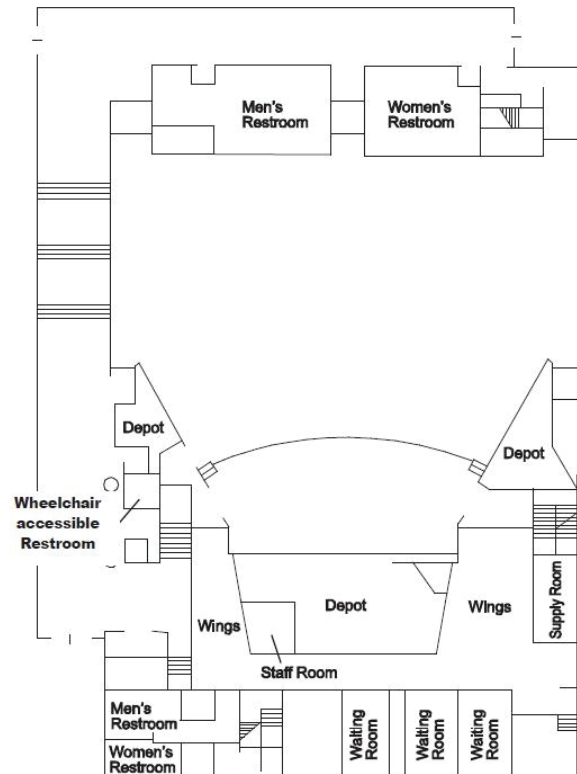 Men's
Restroom
Women's
Restroom
Depot
Depot
Wheelchair
accessible
Restroom
Wings
Depot
Wings
Supply Room
Staff Room
Men's
Restroom
Women's
Restroom
Waiting
Room
Waiting
Room
Waiting
Room